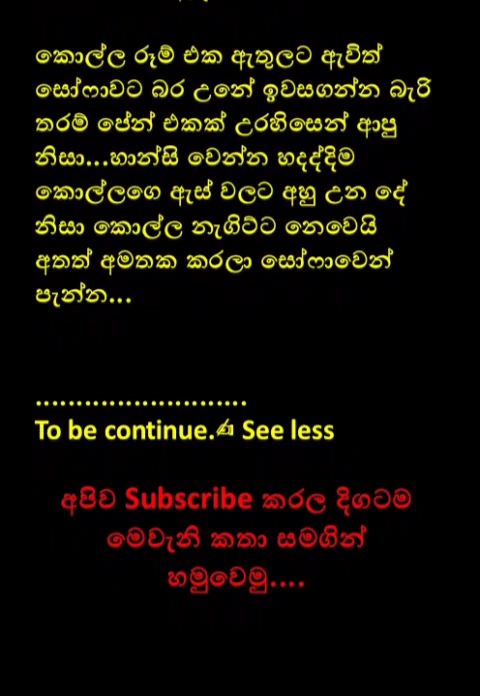 කොල්ල රූම් එක ඇතුලට ඇවිත්
සෝෆාවට බර උනේ ඉවසගන්න බැරි
තරම් පේන් එකක් උරහිසෙන් ආපු
නිසා...හාන්සි වෙන්න හදද්දිම
කොල්ලගෙ ඇස් වලට අහු උන දේ
නිසා කොල්ල නැගිට්ට නෙවෙයි
අතත් අමතක කරලා සෝෆාවෙන්
පැන්න...
..........................
To be continue.✍ See less
අපිව Subscribe කරල දිගටම
මෙවැනි කතා සමගින්
හමුවෙමු....